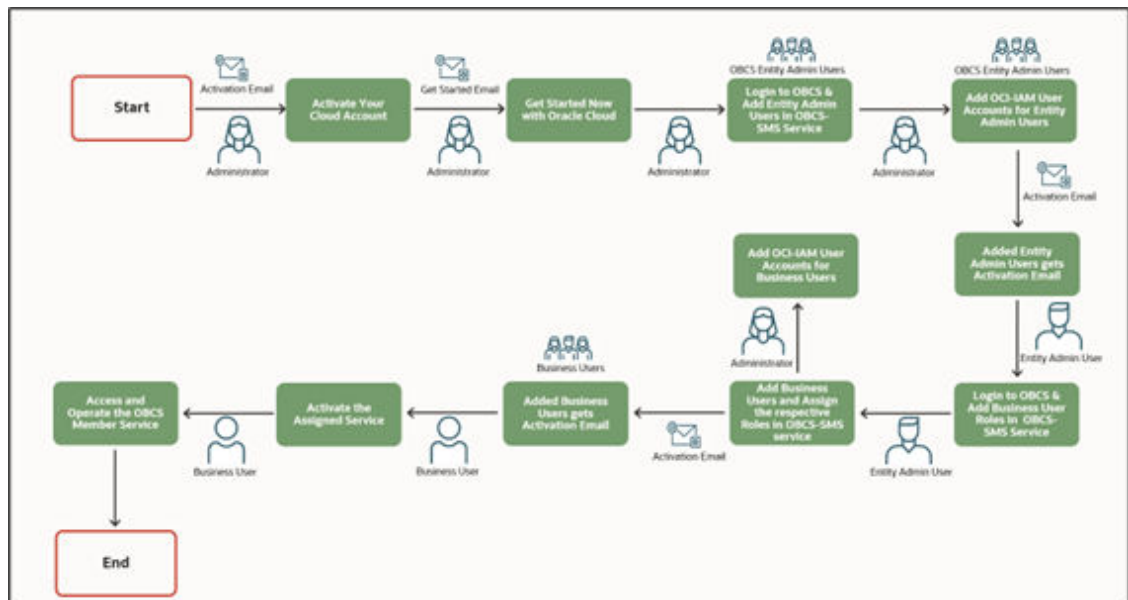 Start
Activation Email
Administrator
Activate Your
Cloud Account
Get Started Email
Administrator
Get Started Now
with Oracle Cloud
Administrator
OBCS Entity Admin Users
Login to OBCS &
Add Entity Admin
Users in OBCS-
SMS Service
Administrator
OBCS Entity Admin Users
Add OCI-IAM User
Accounts for Entity
Admin Users
Activation Email
Added Entity
Admin Users gets
Activation Email
Entity Admin User
Login to OBCS &
Add Business User
Roles in OBCS-
SMS Service
Entity Admin User
Add Business
Users and Assign
the respective
Roles in OBCS-SMS
service
Administrator
Add OCI-IAM User
Accounts for
Business Users
Activation Email
Business Users
Added Business
Users gets
Activation Email
Business User
Activate the
Assigned Service
Business User
Access and
Operate the OBCS
Member Service
End